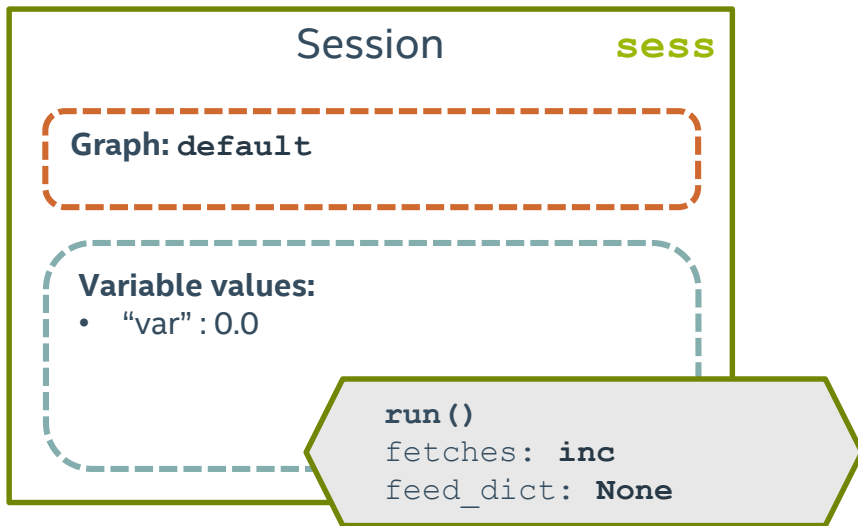 Session sess
Graph: default
Variable values:
• “var” : 0.0
run()
fetches: inc
feed_dict: None